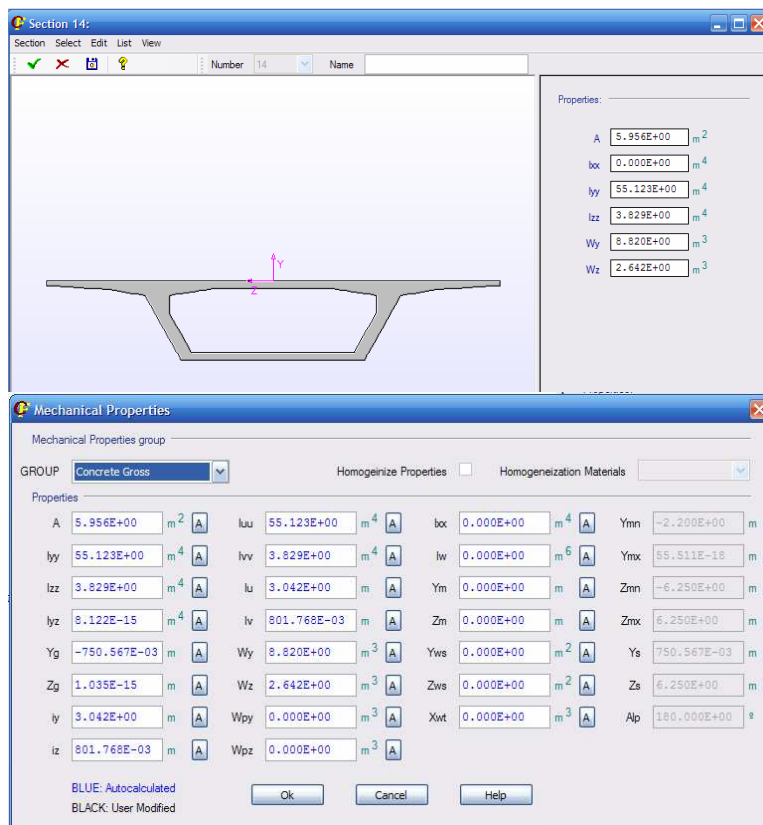 Section 14:
Section Select Edit List View
Number 14 Name
Properties:
A 5.956E+00 m2
Ixx 0.000E+00 m4
Iyy 55.123E+00 m4
Izz 3.829E+00 m4
Wy 8.820E+00 m3
Wz 2.642E+00 m3
Y
Z
Mechanical Properties
Mechanical Properties group
GROUP Concrete Gross Homogeinize Properties Homogeneization Materials
Properties
A 5.956E+00 m2 A Iuu 55.123E+00 m4 A Ixx 0.000E+00 m4 A Ymn -2.200E+00 m
Iyy 55.123E+00 m4 A Ivv 3.829E+00 m4 A Iw 0.000E+00 m6 A Ymx 55.511E-18 m
Izz 3.829E+00 m4 A Iu 3.042E+00 m A Ym 0.000E+00 m A Zmn -6.250E+00 m
Iyz 8.122E-15 m4 A Iv 801.768E-03 m A Zm 0.000E+00 m A Zmx 6.250E+00 m
Yg -750.567E-03 m A Wy 8.820E+00 m3 A Yws 0.000E+00 m2 A Ys 750.567E-03 m
Zg 1.035E-15 m A Wz 2.642E+00 m3 A Zws 0.000E+00 m2 A Zs 6.250E+00 m
iy 3.042E+00 m A Wpy 0.000E+00 m3 A Xwt 0.000E+00 m3 A Alp 180.000E+00 º
iz 801.768E-03 m A Wpz 0.000E+00 m3 A
BLUE: Autocalculated
BLACK: User Modified
Ok Cancel Help